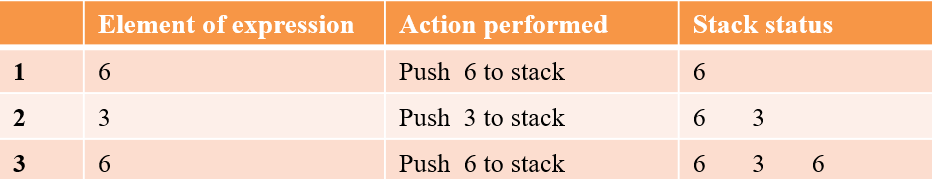 Element of expression Action performed Stack status
1 6 Push 6 to stack 6
2 3 Push 3 to stack 6 3
3 6 Push 6 to stack 6 3 6